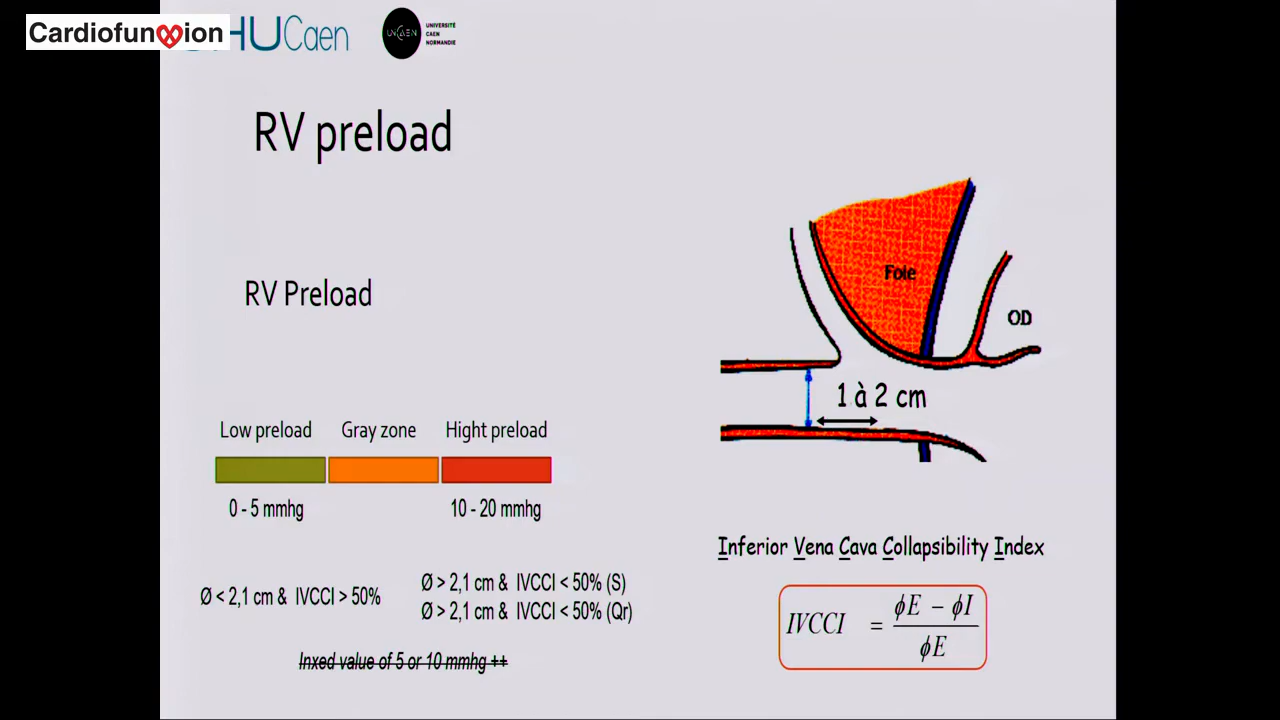 Cardiofunxion
HUCaen
UNICAEN
UNIVERSITÉ
CAEN
NORMANDIE
RV preload
RV Preload
Foie
OD
1 à 2 cm
Low preload
Gray zone
Hight preload
0 - 5 mmhg
10 - 20 mmhg
Inferior Vena Cava Collapsibility Index
Ø < 2,1 cm & IVCCI > 50%
Ø > 2,1 cm & IVCCI < 50% (S)
Ø > 2,1 cm & IVCCI < 50% (Qr)
IVCCI = ϕE − ϕI / ϕE
Inxed value of 5 or 10 mmhg ++